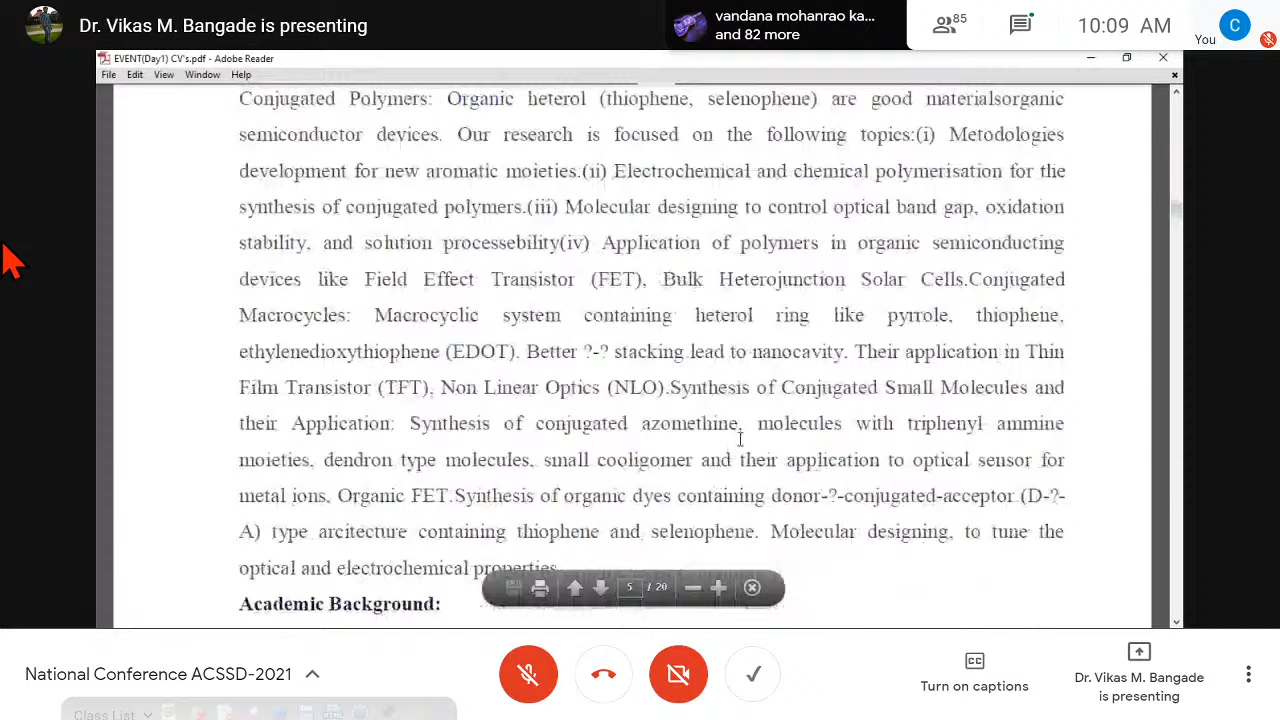 Dr. Vikas M. Bangade is presenting
vandana mohanrao ka...
and 82 more
85
10:09 AM
You
C
EVENT(Day1) CV's.pdf - Adobe Reader
File Edit View Window Help
Conjugated Polymers: Organic heterol (thiophene, selenophene) are good materialsorganic
semiconductor devices. Our research is focused on the following topics:(i) Metodologies
development for new aromatic moieties.(ii) Electrochemical and chemical polymerisation for the
synthesis of conjugated polymers.(iii) Molecular designing to control optical band gap, oxidation
stability, and solution processebility(iv) Application of polymers in organic semiconducting
devices like Field Effect Transistor (FET), Bulk Heterojunction Solar Cells.Conjugated
Macrocycles: Macrocyclic system containing heterol ring like pyrrole, thiophene,
ethylenedioxythiophene (EDOT). Better ?-? stacking lead to nanocavity. Their application in Thin
Film Transistor (TFT), Non Linear Optics (NLO).Synthesis of Conjugated Small Molecules and
their Application: Synthesis of conjugated azomethine, molecules with triphenyl ammine
moieties, dendron type molecules, small cooligomer and their application to optical sensor for
metal ions, Organic FET.Synthesis of organic dyes containing donor-?-conjugated-acceptor (D-?-
A) type arcitecture containing thiophene and selenophene. Molecular designing, to tune the
optical and electrochemical properties
5 / 20
Academic Background:
National Conference ACSSD-2021
CC
Turn on captions
Dr. Vikas M. Bangade
is presenting
Class List